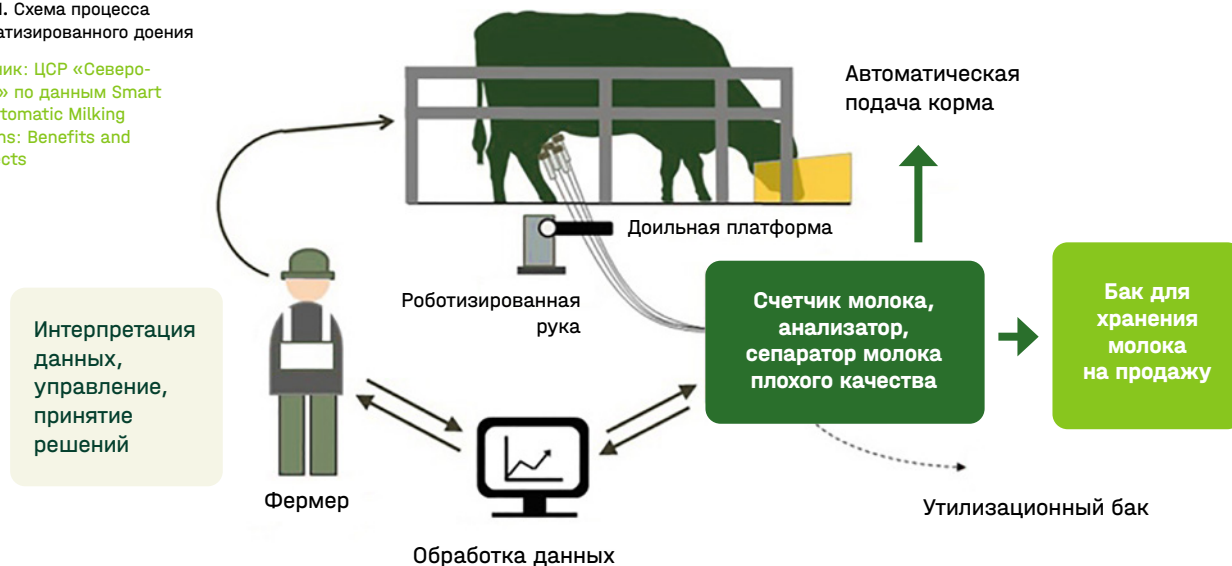 1. Схема процесса
атизированного доения
ник: ЦСР «Северо-
» по данным Smart
tomatic Milking
ns: Benefits and
cts
Автоматическая
подача корма
Доильная платформа
Роботизированная
рука
Счетчик молока,
анализатор,
сепаратор молока
плохого качества
Бак для
хранения
молока
на продажу
Интерпретация
данных,
управление,
принятие
решений
Фермер
Утилизационный бак
Обработка данных